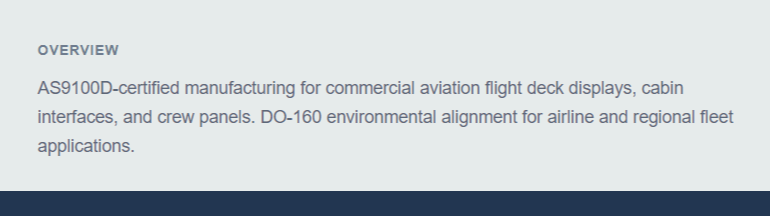 OVERVIEW
AS9100D-certified manufacturing for commercial aviation flight deck displays, cabin
interfaces, and crew panels. DO-160 environmental alignment for airline and regional fleet
applications.